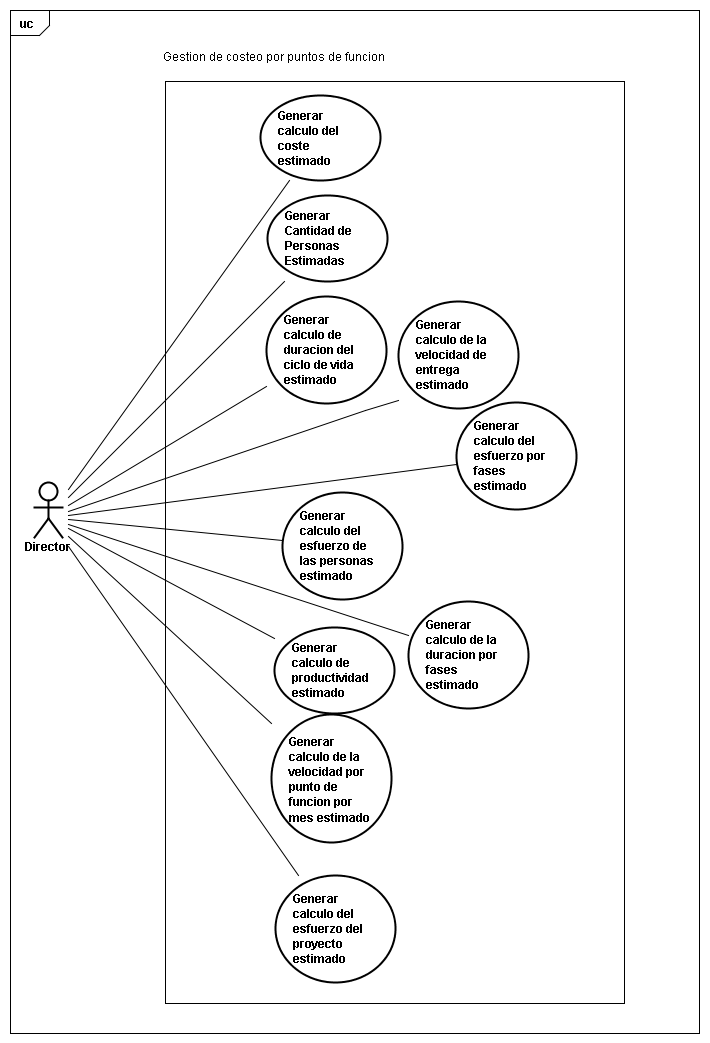 uc
Gestion de costeo por puntos de funcion
Generar
calculo del
coste
estimado
Generar
Cantidad de
Personas
Estimadas
Generar
calculo de
duracion del
ciclo de vida
estimado
Generar
calculo de la
velocidad de
entrega
estimado
Generar
calculo del
esfuerzo por
fases
estimado
Director
Generar
calculo del
esfuerzo de
las personas
estimado
Generar
calculo de la
duracion por
fases
estimado
Generar
calculo de
productividad
estimado
Generar
calculo de la
velocidad por
punto de
funcion por
mes estimado
Generar
calculo del
esfuerzo del
proyecto
estimado